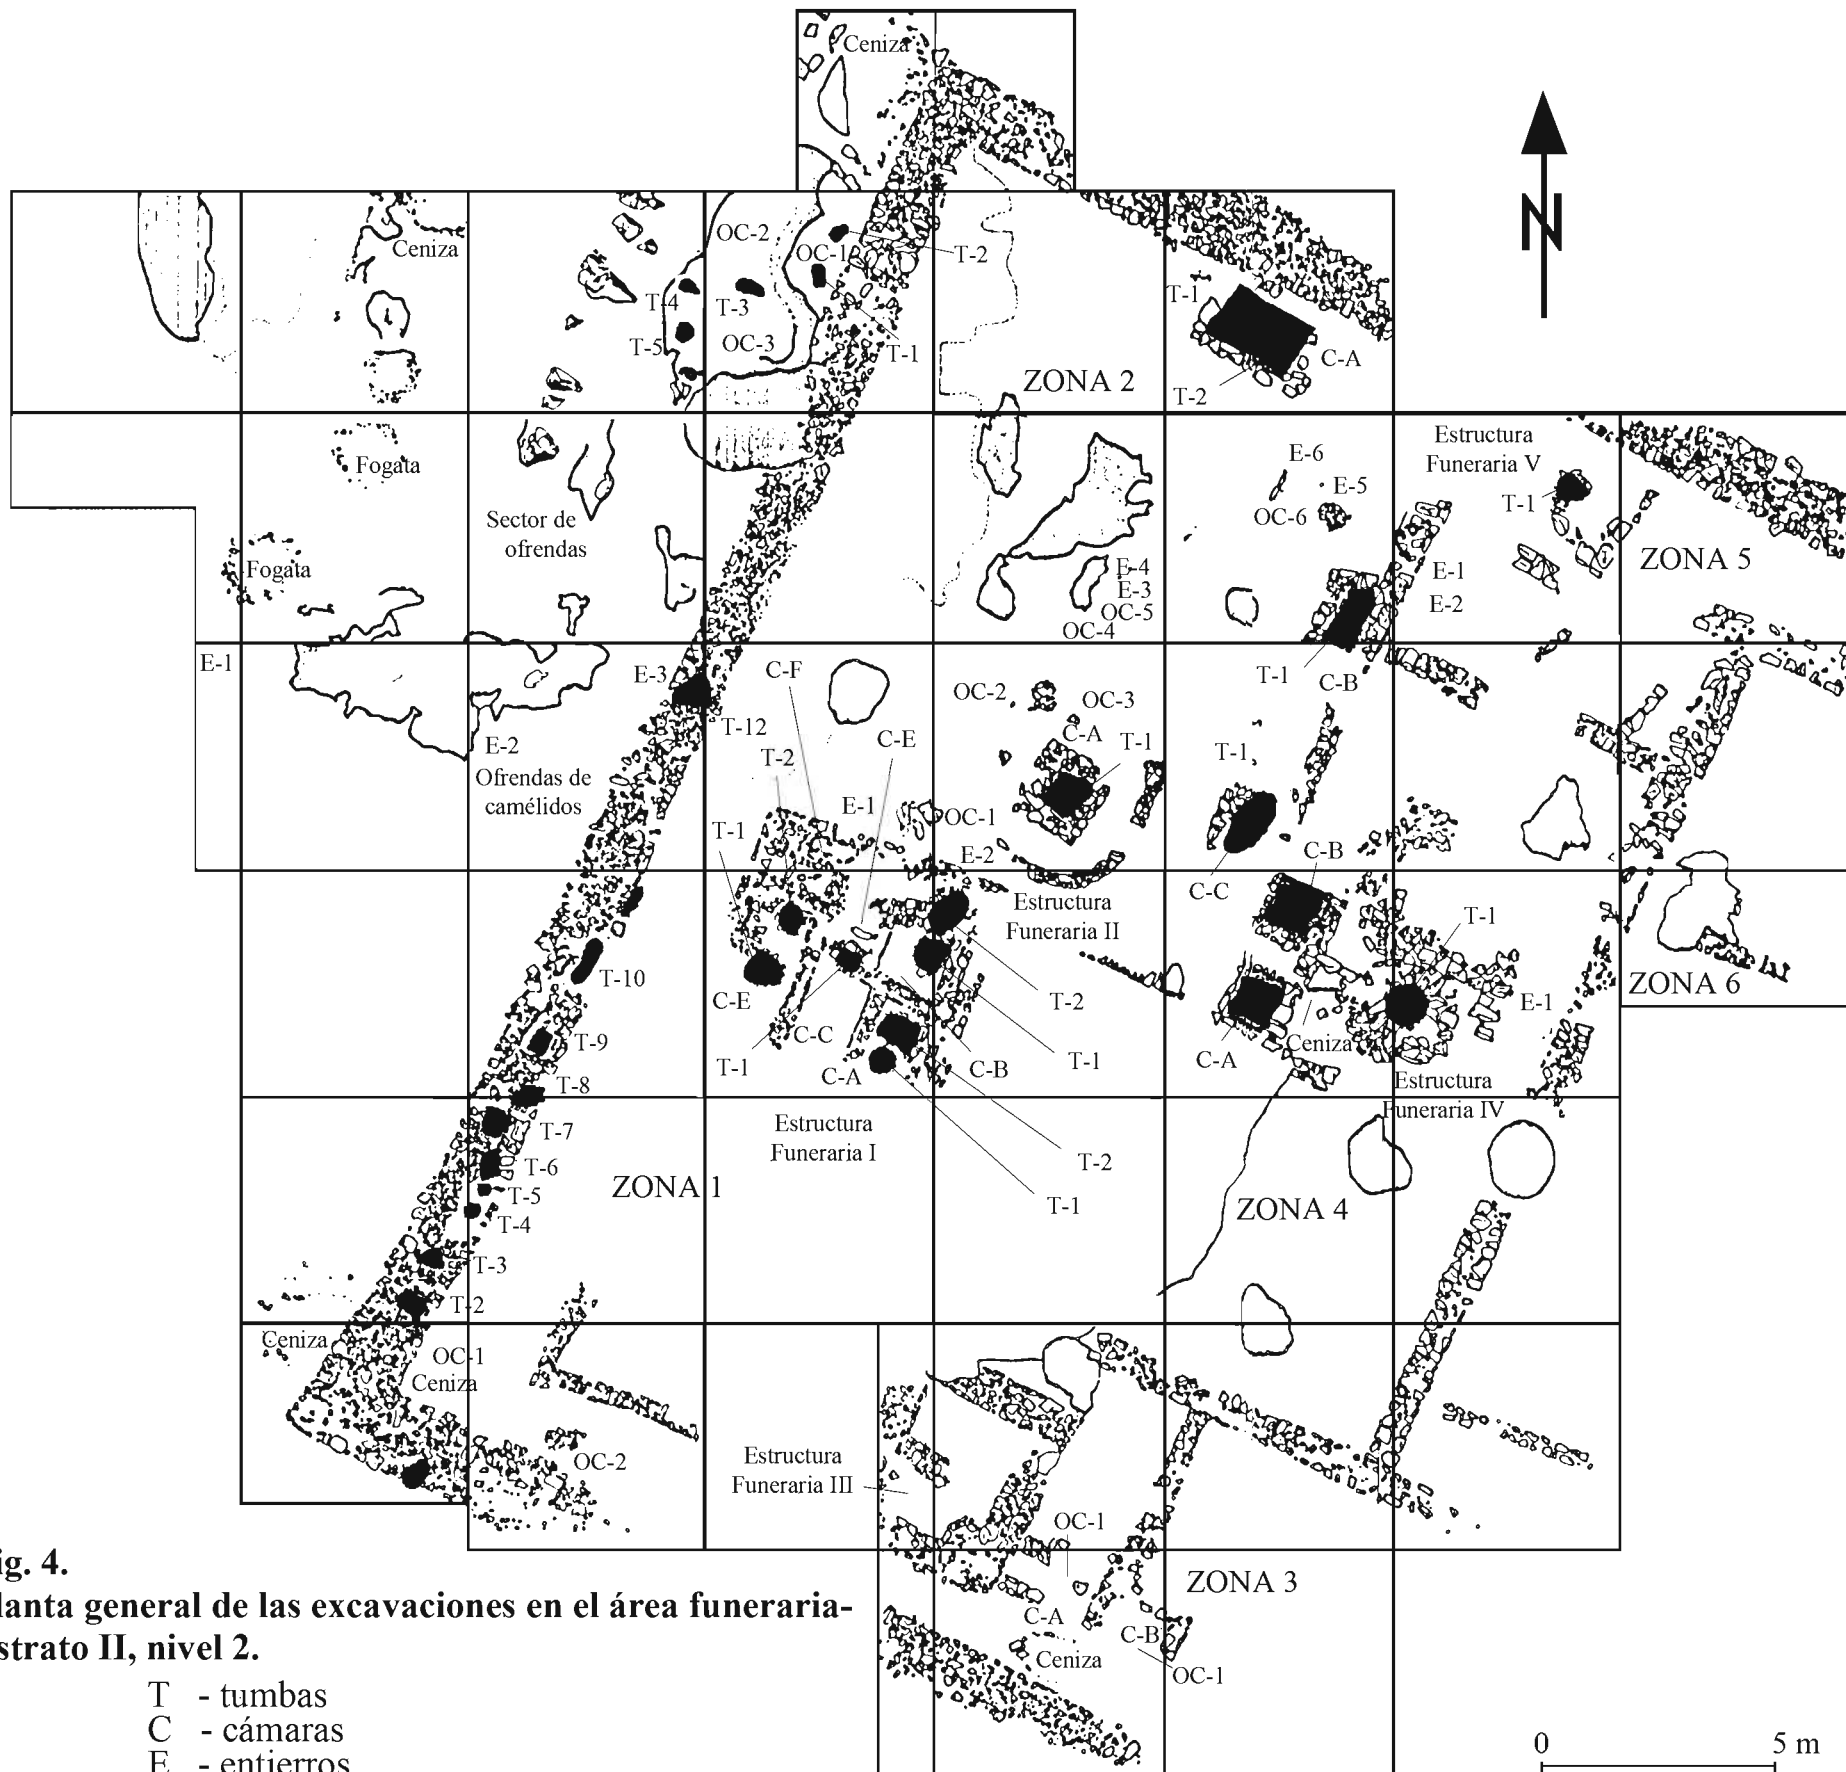 Ceniza
N
Ceniza
OC-2
OC-1
T-2
T-4
T-3
T-1
T-5
OC-3
T-1
C-A
ZONA 2
T-2
Fogata
Estructura
Funeraria V
E-6
E-5
T-1
OC-6
Sector de
ofrendas
Fogata
ZONA 5
E-4
E-3
OC-5
OC-4
E-1
E-2
E-1
E-3
C-F
T-1
C-B
OC-2
OC-3
T-12
C-E
C-A
T-1
T-1
E-2
T-2
Ofrendas de
camélidos
E-1
OC-1
T-1
E-2
C-B
C-C
Estructura
Funeraria II
T-1
T-10
ZONA 6
C-E
T-2
E-1
C-C
T-9
T-1
T-1
C-A
C-B
C-A
Ceniza
T-8
Estructura
Funeraria IV
T-7
Estructura
Funeraria I
T-6
T-2
ZONA 1
T-5
T-1
ZONA 4
T-4
T-3
T-2
Ceniza
OC-1
Ceniza
OC-2
Estructura
Funeraria III
OC-1
ZONA 3
C-A
C-B
Ceniza
OC-1
ig. 4.
lanta general de las excavaciones en el área funeraria-
strato II, nivel 2.
T - tumbas
C - cámaras
E - entierros
0 5 m